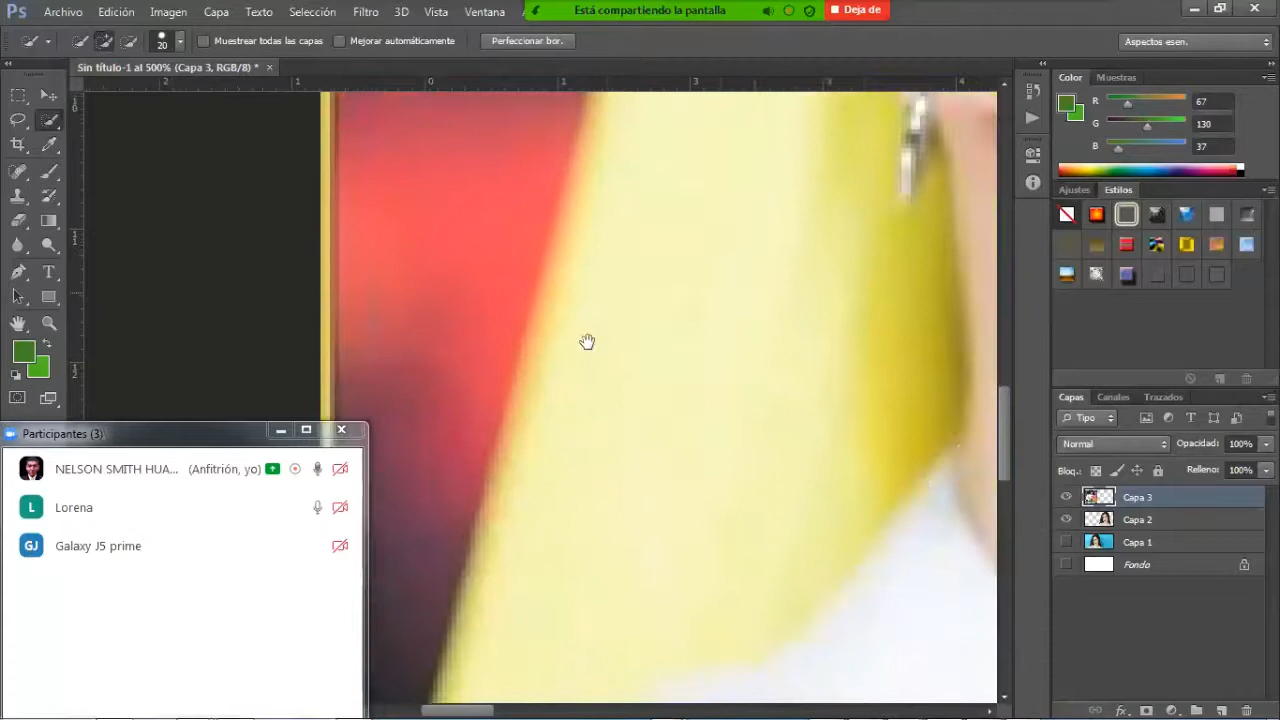 Ps Archivo Edición Imagen Capa Texto Selección Filtro 3D Vista Ventana
Está compartiendo la pantalla
Deja de
20
Muestrear todas las capas
Mejorar automáticamente
Perfeccionar bor.
Aspectos esen.
Sin título-1 al 500% (Capa 3, RGB/8) * ×
Color Muestras
R 67
G 130
B 37
Ajustes Estilos
Capas Canales Trazados
Tipo
Normal Opacidad: 100%
Bloq.: Relleno: 100%
Capa 3
Capa 2
Capa 1
Fondo
Participantes (3)
NELSON SMITH HUA... (Anfitrión, yo)
L Lorena
GJ Galaxy J5 prime